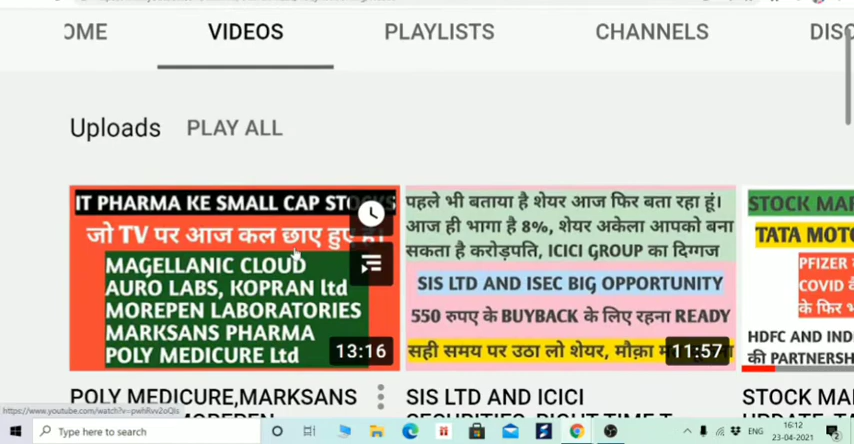 OME VIDEOS PLAYLISTS CHANNELS DISC
Uploads PLAY ALL
IT PHARMA KE SMALL CAP STOCKS
जो TV पर आज कल छाए हुए है।
MAGELLANIC CLOUD
AURO LABS, KOPRAN ltd
MOREPEN LABORATORIES
MARKSANS PHARMA
POLY MEDICURE Ltd
13:16
पहले भी बताया है शेयर आज फिर बता रहा हूं।
आज ही भागा है 8%, शेयर अकेला आपको बना
सकता है करोड़पति, ICICI GROUP का दिग्गज
SIS LTD AND ISEC BIG OPPORTUNITY
550 रुपए के BUYBACK के लिए रहना READY
सही समय पर उठा लो शेयर, मौक़ा
11:57
STOCK MAR
TATA MOTO
PFIZER
COVID
के फिर
HDFC AND IND
की PARTNERSH
POLY MEDICURE,MARKSANS
SIS LTD AND ICICI
STOCK MA
https://www.youtube.com/watch?v=pwhRvv2oQIs
Type here to search
ENG
16:12
23-04-2021
2